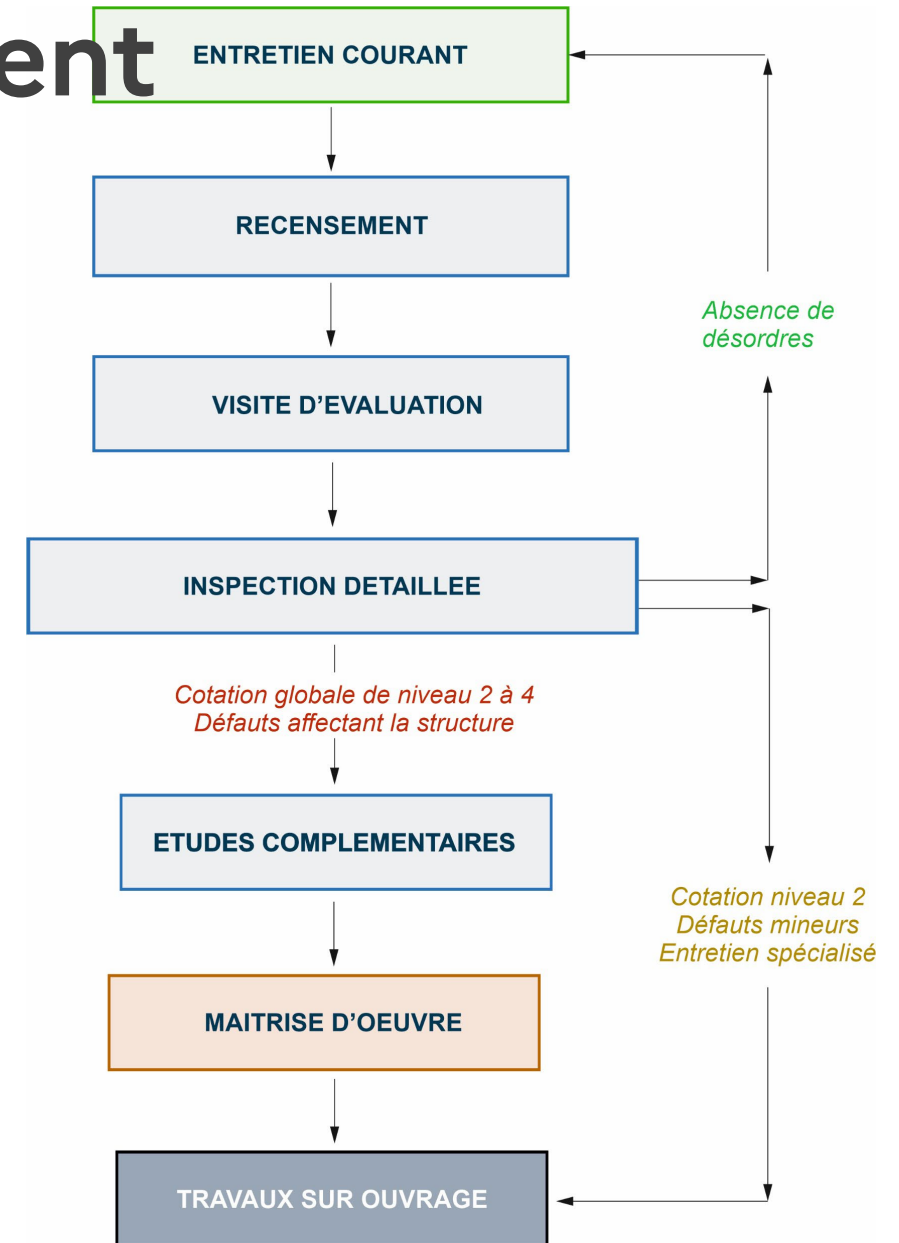 ent
ENTRETIEN COURANT
RECENSEMENT
Absence de
désordres
VISITE D’EVALUATION
INSPECTION DETAILLEE
Cotation globale de niveau 2 à 4
Défauts affectant la structure
ETUDES COMPLEMENTAIRES
Cotation niveau 2
Défauts mineurs
Entretien spécialisé
MAITRISE D’OEUVRE
TRAVAUX SUR OUVRAGE